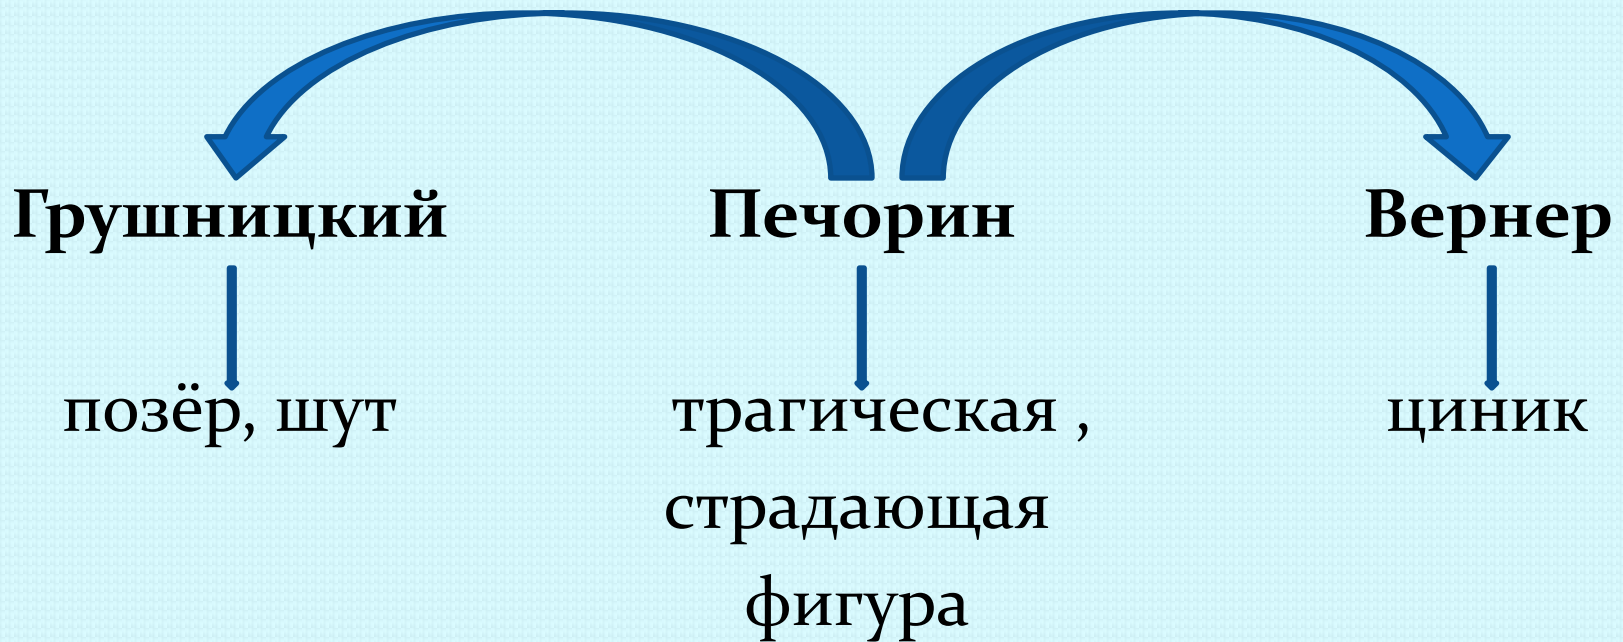 Грушницкий Печорин Вернер
позёр, шут трагическая , циник
страдающая
фигура